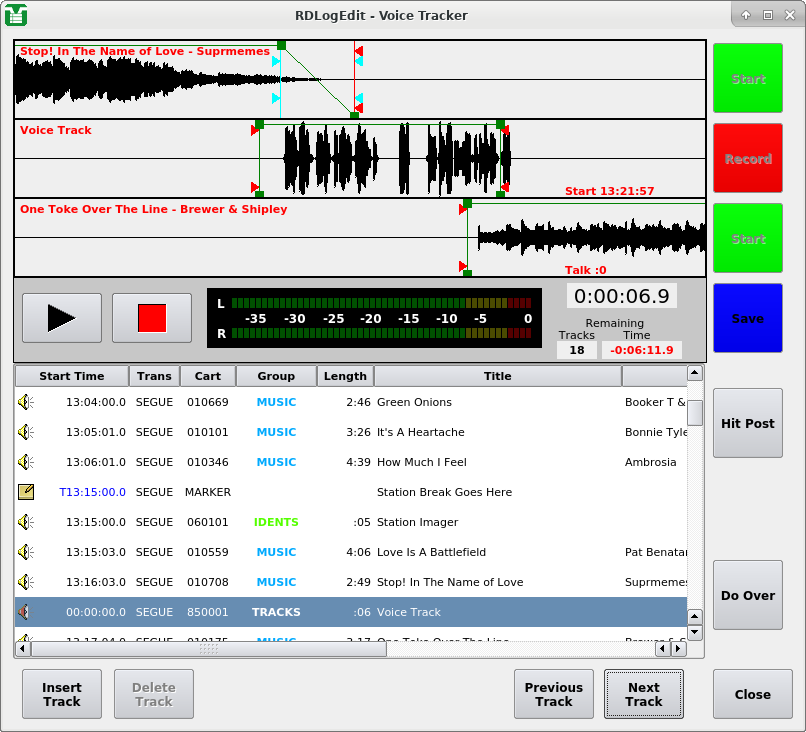 RDLogEdit - Voice Tracker
Stop! In The Name of Love - Suprmemes
Start
Voice Track
Start 13:21:57
Record
One Toke Over The Line - Brewer & Shipley
Talk :0
Start
L
-35 -30 -25 -20 -15 -10 -5 0
R
0:00:06.9
Remaining
Tracks Time
18 -0:06:11.9
Save
Start Time Trans Cart Group Length Title
13:04:00.0 SEGUE 010669 MUSIC 2:46 Green Onions Booker T &
13:05:01.0 SEGUE 010101 MUSIC 3:26 It's A Heartache Bonnie Tyle
13:06:01.0 SEGUE 010346 MUSIC 4:39 How Much I Feel Ambrosia
T13:15:00.0 SEGUE MARKER Station Break Goes Here
13:15:00.0 SEGUE 060101 IDENTS :05 Station Imager
13:15:03.0 SEGUE 010559 MUSIC 4:06 Love Is A Battlefield Pat Benatar
13:16:03.0 SEGUE 010708 MUSIC 2:49 Stop! In The Name of Love Suprmemes
00:00:00.0 SEGUE 850001 TRACKS :06 Voice Track
13:17:04.0 SEGUE 010175 MUSIC 3:17 One Toke Over The Line
Hit Post
Do Over
Insert Track
Delete Track
Previous Track
Next Track
Close